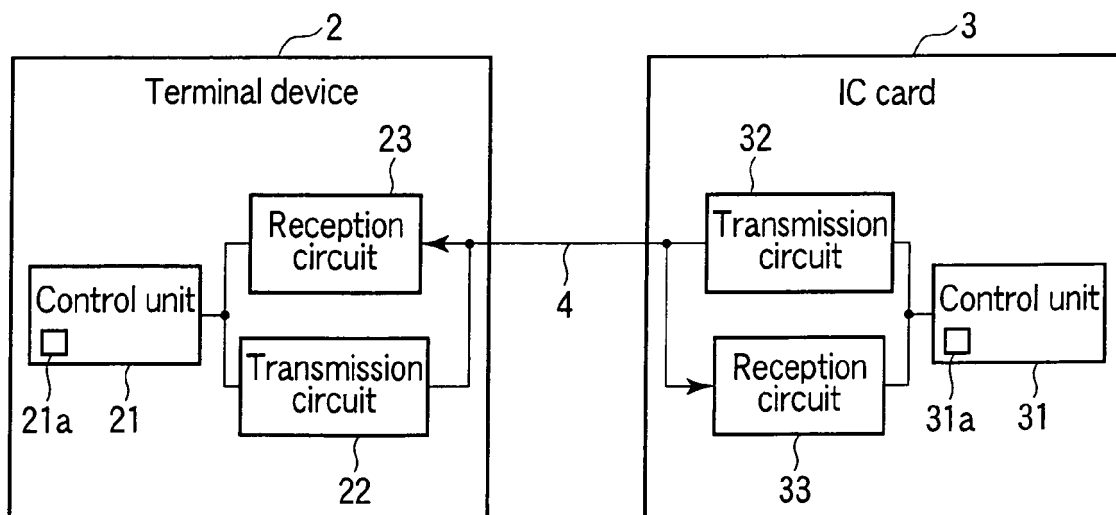 2
3
Terminal device
IC card
23
32
Reception
circuit
Transmission
circuit
Control unit
4
Control unit
Transmission
circuit
Reception
circuit
21a
21
31a
31
22
33